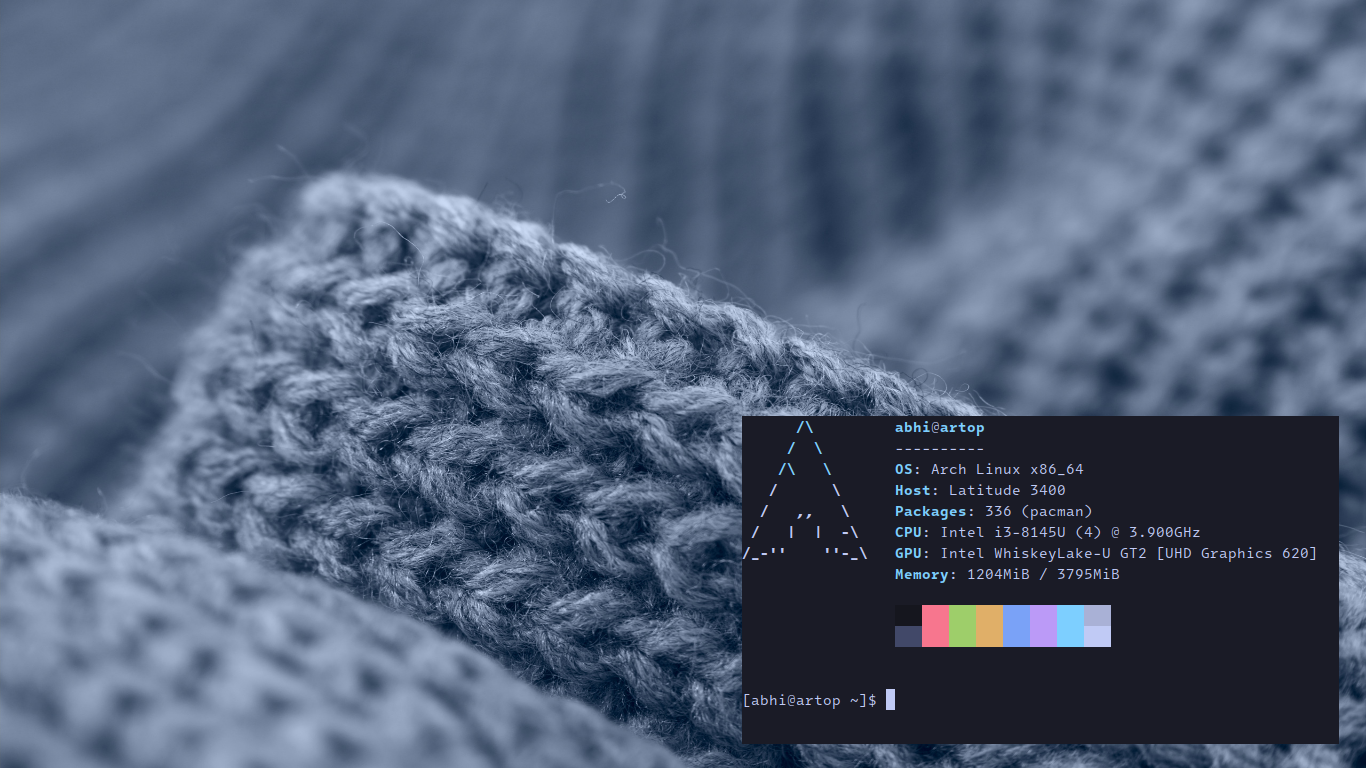 abhi@artop
----------
OS: Arch Linux x86_64
Host: Latitude 3400
Packages: 336 (pacman)
CPU: Intel i3-8145U (4) @ 3.900GHz
GPU: Intel WhiskeyLake-U GT2 [UHD Graphics 620]
Memory: 1204MiB / 3795MiB
[abhi@artop ~]$